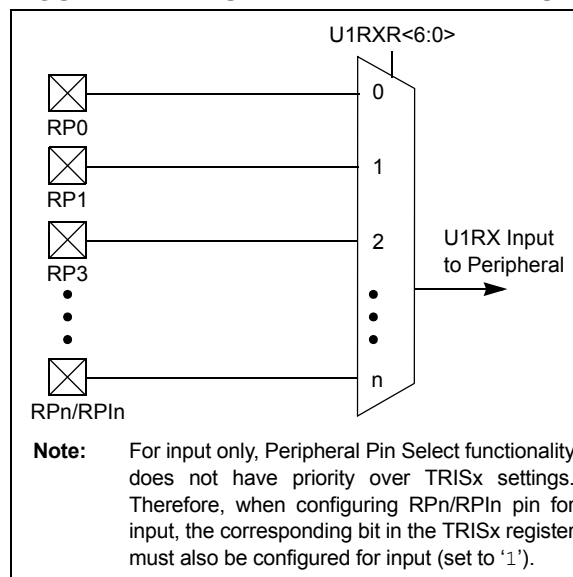 U1RXR<6:0>
0
RP0
1
RP1
2
RP3
U1RX Input
to Peripheral
n
RPn/RPIn
Note: For input only, Peripheral Pin Select functionality
does not have priority over TRISx settings.
Therefore, when configuring RPn/RPIn pin for
input, the corresponding bit in the TRISx register
must also be configured for input (set to ‘1’).